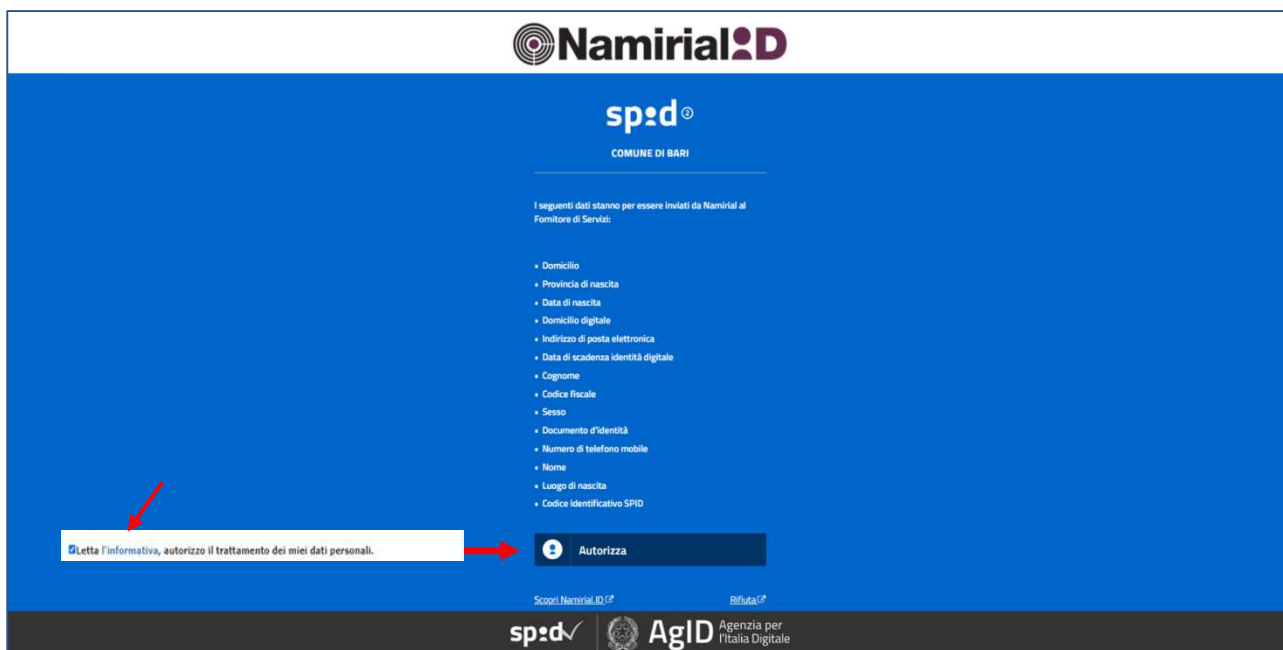 Namirial ID
spid 2
COMUNE DI BARI
I seguenti dati stanno per essere inviati da Namirial al
Fornitore di Servizi:
• Domicilio
• Provincia di nascita
• Data di nascita
• Domicilio digitale
• Indirizzo di posta elettronica
• Data di scadenza identità digitale
• Cognome
• Codice fiscale
• Sesso
• Documento d'identità
• Numero di telefono mobile
• Nome
• Luogo di nascita
• Codice identificativo SPID
Letta l'informativa, autorizzo il trattamento dei miei dati personali.
Autorizza
Scopri Namirial.ID
Rifiuta
spid
AgID Agenzia per
l'Italia Digitale